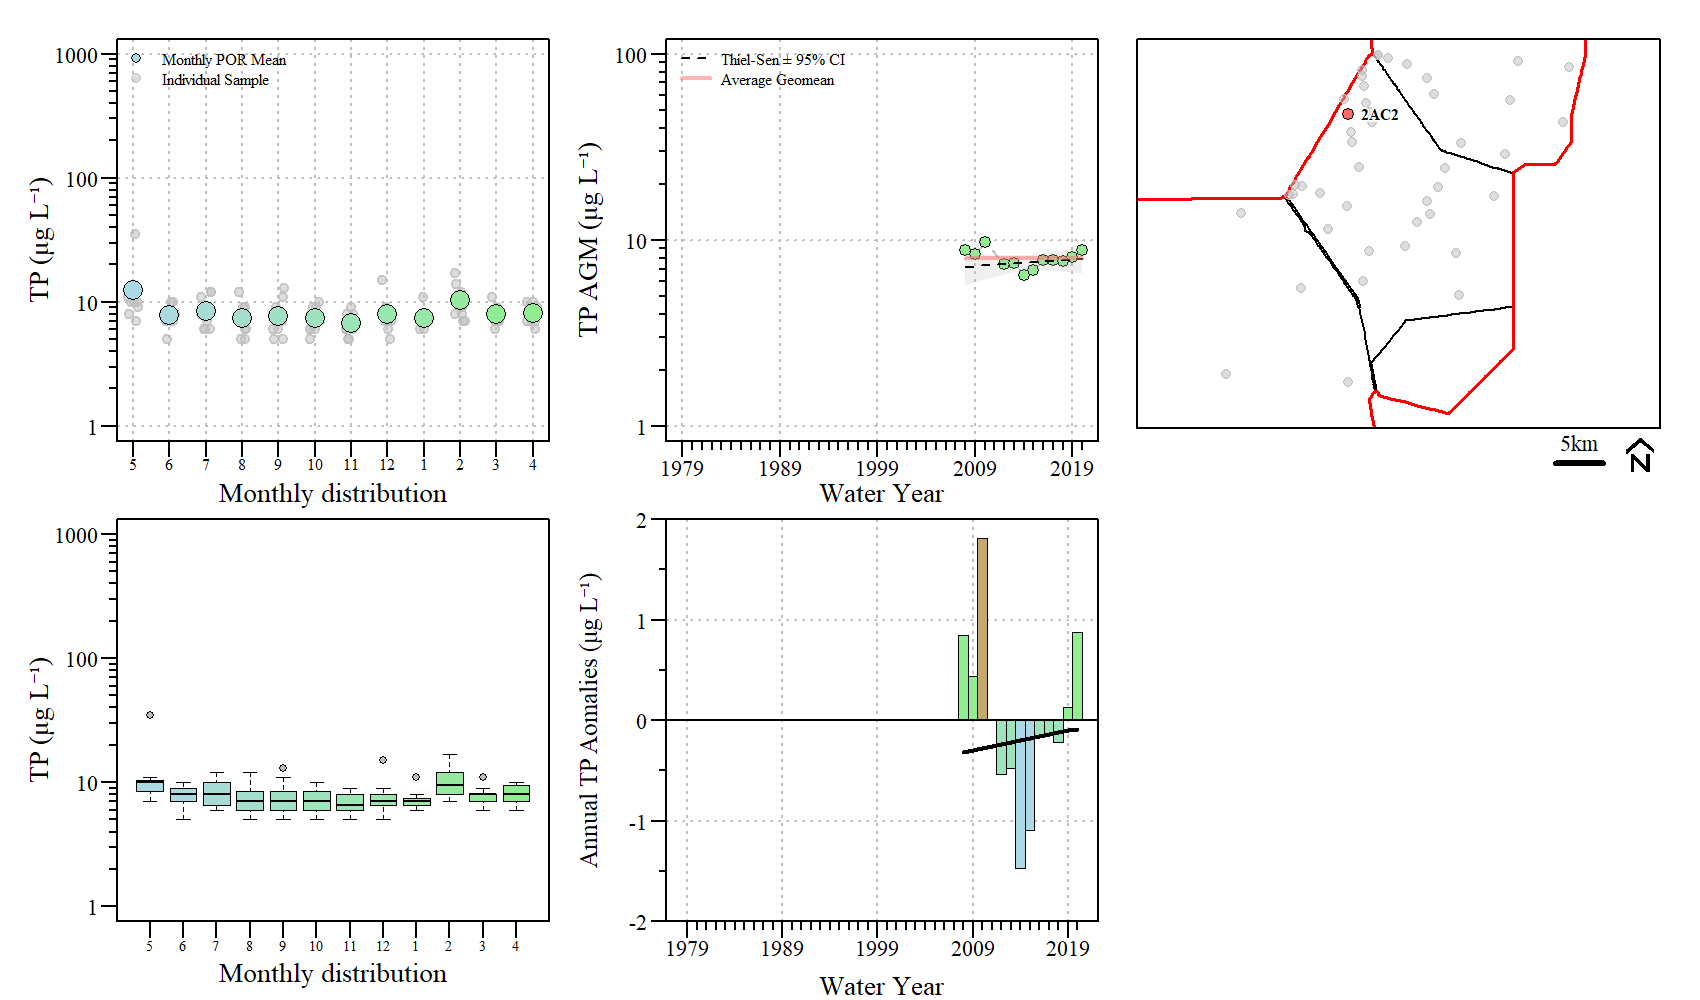 1000
100
10
1
TP (µg L⁻¹)
Monthly POR Mean
Individual Sample
5 6 7 8 9 10 11 12 1 2 3 4
Monthly distribution
100
10
1
TP AGM (µg L⁻¹)
Thiel-Sen ± 95% CI
Average Geomean
1979 1989 1999 2009 2019
Water Year
2AC2
5km
N
1000
100
10
1
TP (µg L⁻¹)
5 6 7 8 9 10 11 12 1 2 3 4
Monthly distribution
2
1
0
-1
-2
Annual TP Aomalies (µg L⁻¹)
1979 1989 1999 2009 2019
Water Year